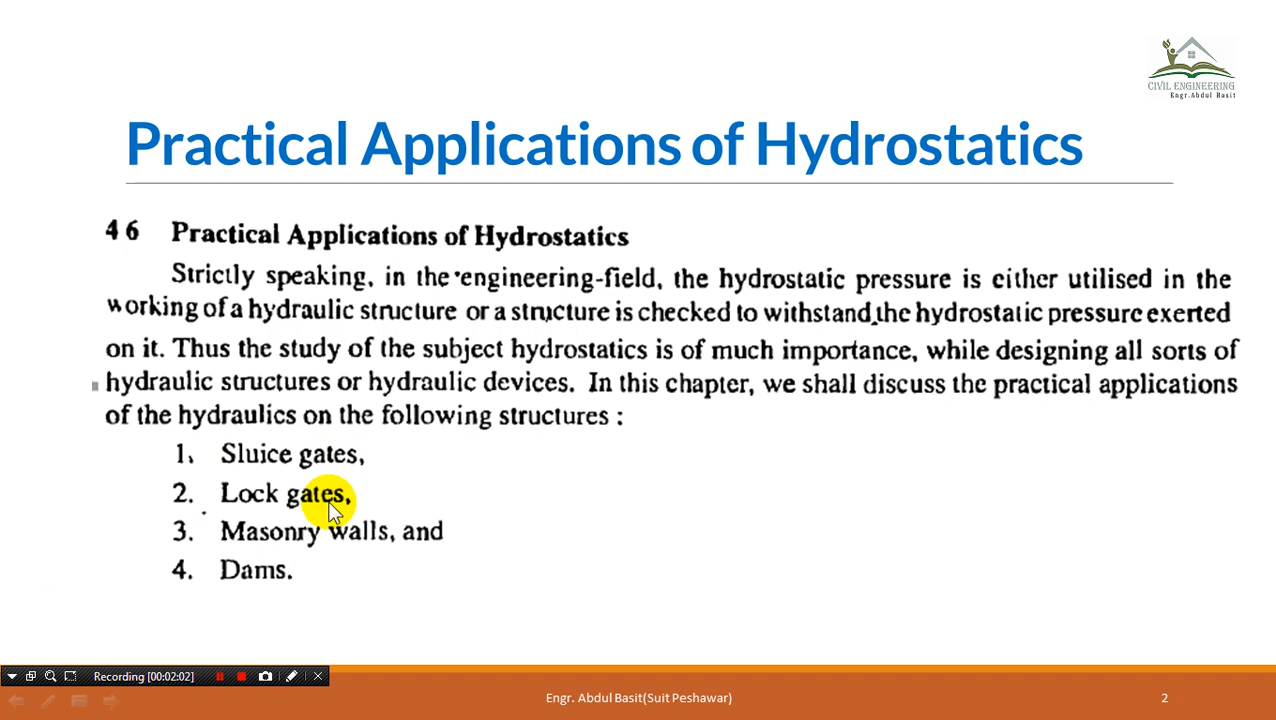 CIVIL ENGINEERING
Engr.Abdul Basit
Practical Applications of Hydrostatics
4 6 Practical Applications of Hydrostatics
Strictly speaking, in the engineering-field, the hydrostatic pressure is either utilised in the
working of a hydraulic structure or a structure is checked to withstand the hydrostatic pressure exerted
on it. Thus the study of the subject hydrostatics is of much importance, while designing all sorts of
hydraulic structures or hydraulic devices. In this chapter, we shall discuss the practical applications
of the hydraulics on the following structures :
1. Sluice gates,
2. Lock gates,
3. Masonry walls, and
4. Dams.
Recording [00:02:02]
Engr. Abdul Basit(Suit Peshawar)
2